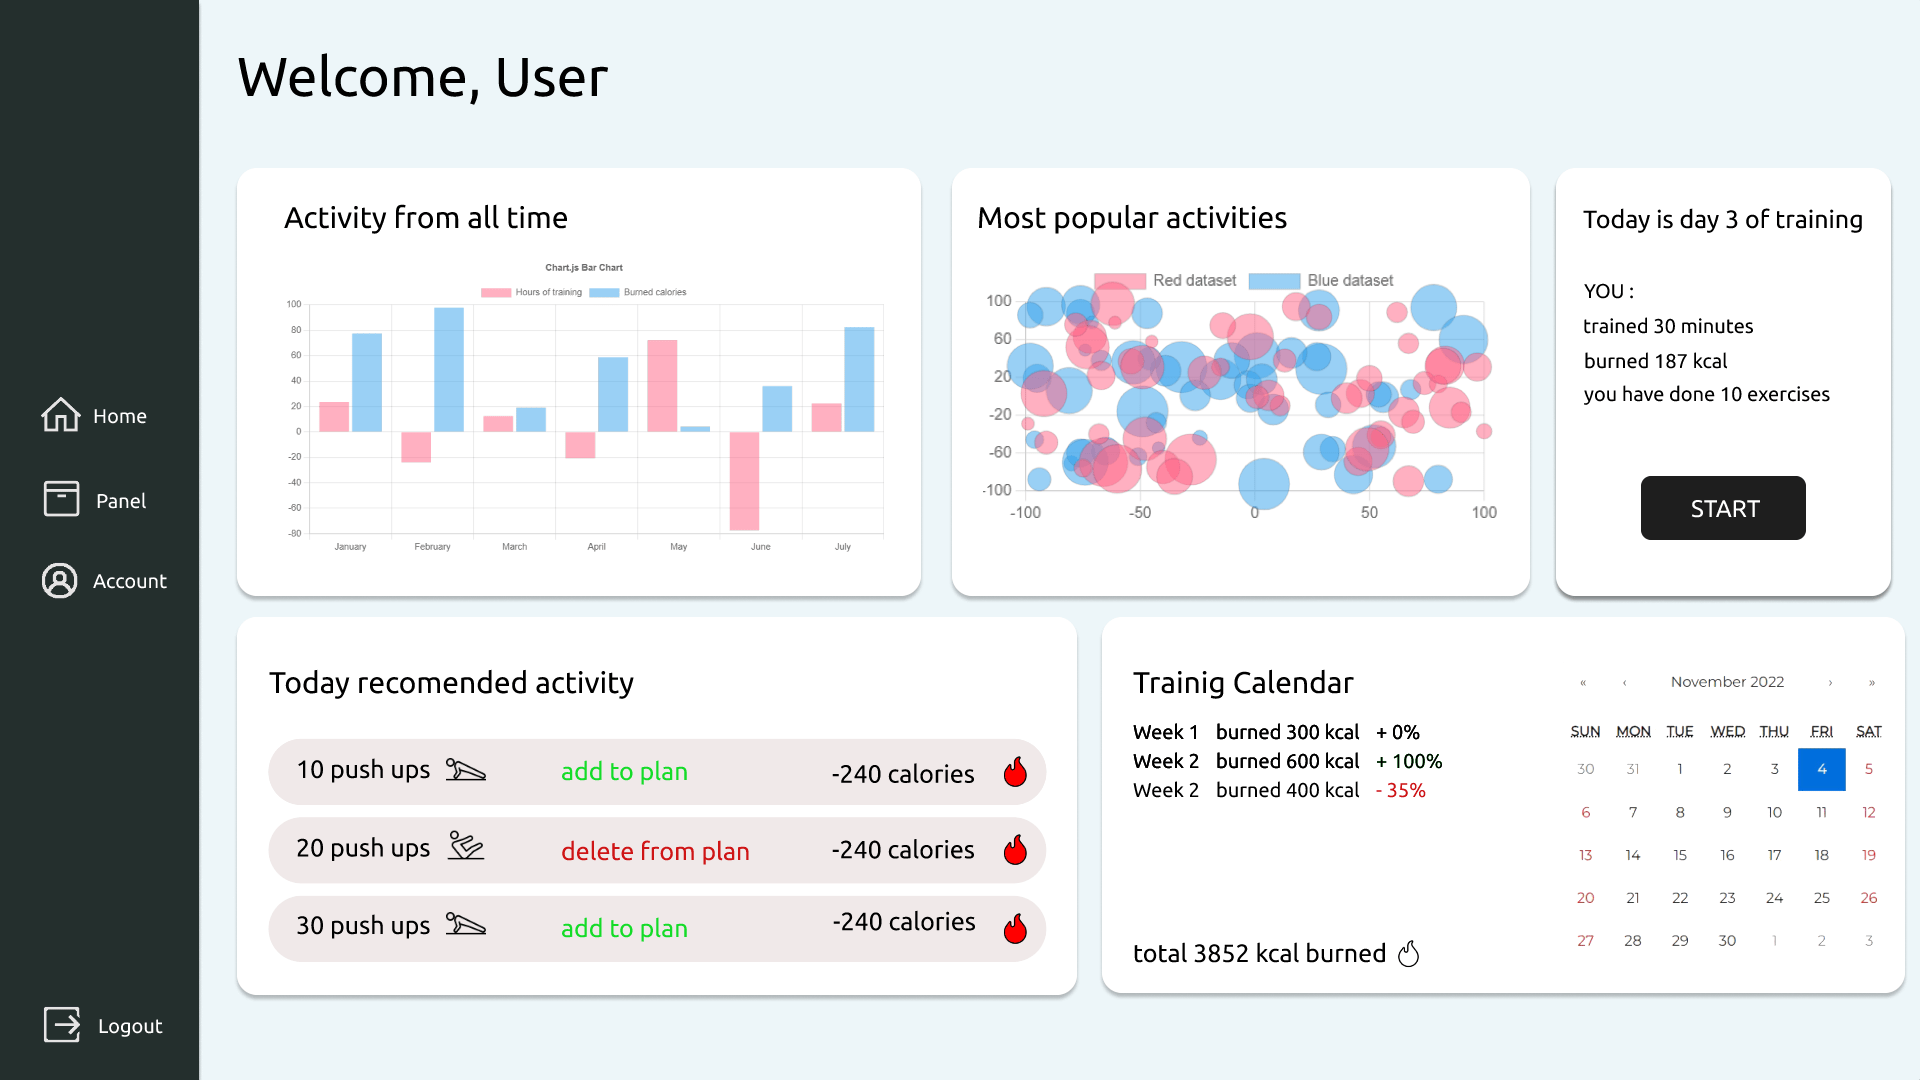 Welcome, User
Home
Panel
Account
Logout
Activity from all time
Chart.js Bar Chart
Hours of training Burned calories
100
80
60
40
20
0
-20
-40
-60
-80
January February March April May June July
Most popular activities
Red dataset Blue dataset
100
60
20
-20
-60
-100
-100 -50 0 50 100
Today is day 3 of training
YOU :
trained 30 minutes
burned 187 kcal
you have done 10 exercises
START
Today recomended activity
10 push ups add to plan -240 calories
20 push ups delete from plan -240 calories
30 push ups add to plan -240 calories
Trainig Calendar
Week 1 burned 300 kcal + 0%
Week 2 burned 600 kcal + 100%
Week 2 burned 400 kcal - 35%
total 3852 kcal burned
« ‹ November 2022 › »
SUN MON TUE WED THU FRI SAT
30 31 1 2 3 4 5
6 7 8 9 10 11 12
13 14 15 16 17 18 19
20 21 22 23 24 25 26
27 28 29 30 1 2 3